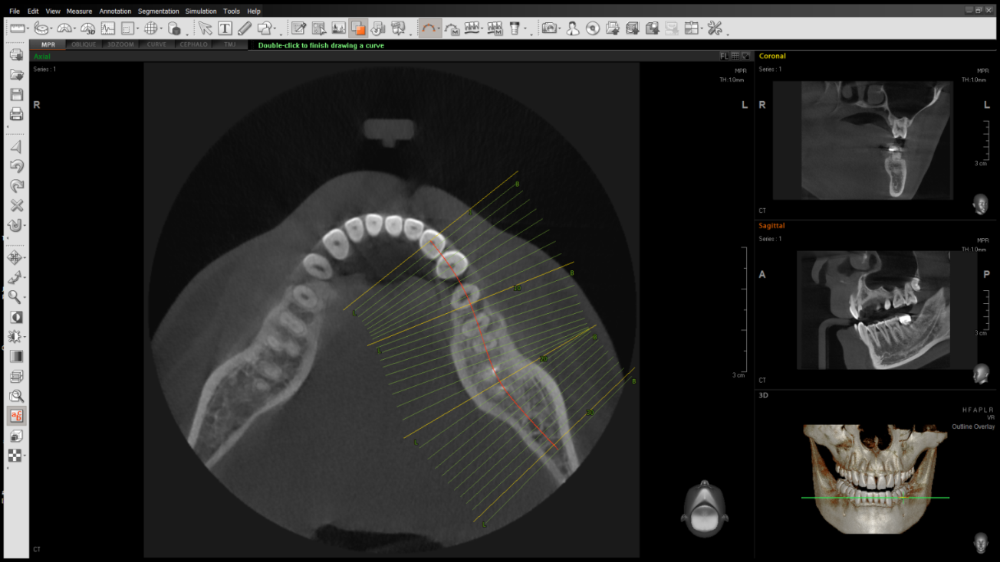 File Edit View Measure Annotation Segmentation Simulation Tools Help
T
3D
M
M
MPR OBLIQUE 3DZOOM CURVE CEPHALO TMJ
Double-click to finish drawing a curve
Axial
FL
Series : 1
MPR
TH:1.0mm
R
L
B
B
10
L
L
B
20
B
30
L
L
3 cm
CT
abc
Coronal
Series : 1
MPR
TH:1.0mm
R
L
3 cm
CT
Sagittal
Series : 1
MPR
TH:1.0mm
A
P
3 cm
CT
3D
H F A P L R
VR
Outline Overlay